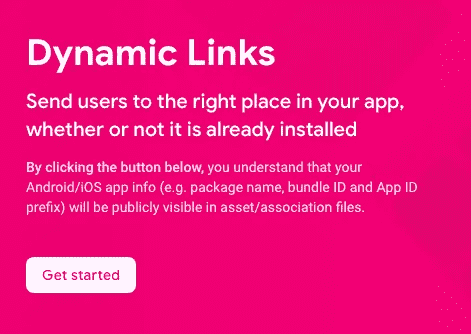 Dynamic Links
Send users to the right place in your app,
whether or not it is already installed
By clicking the button below, you understand that your
Android/iOS app info (e.g. package name, bundle ID and App ID
prefix) will be publicly visible in asset/association files.
Get started